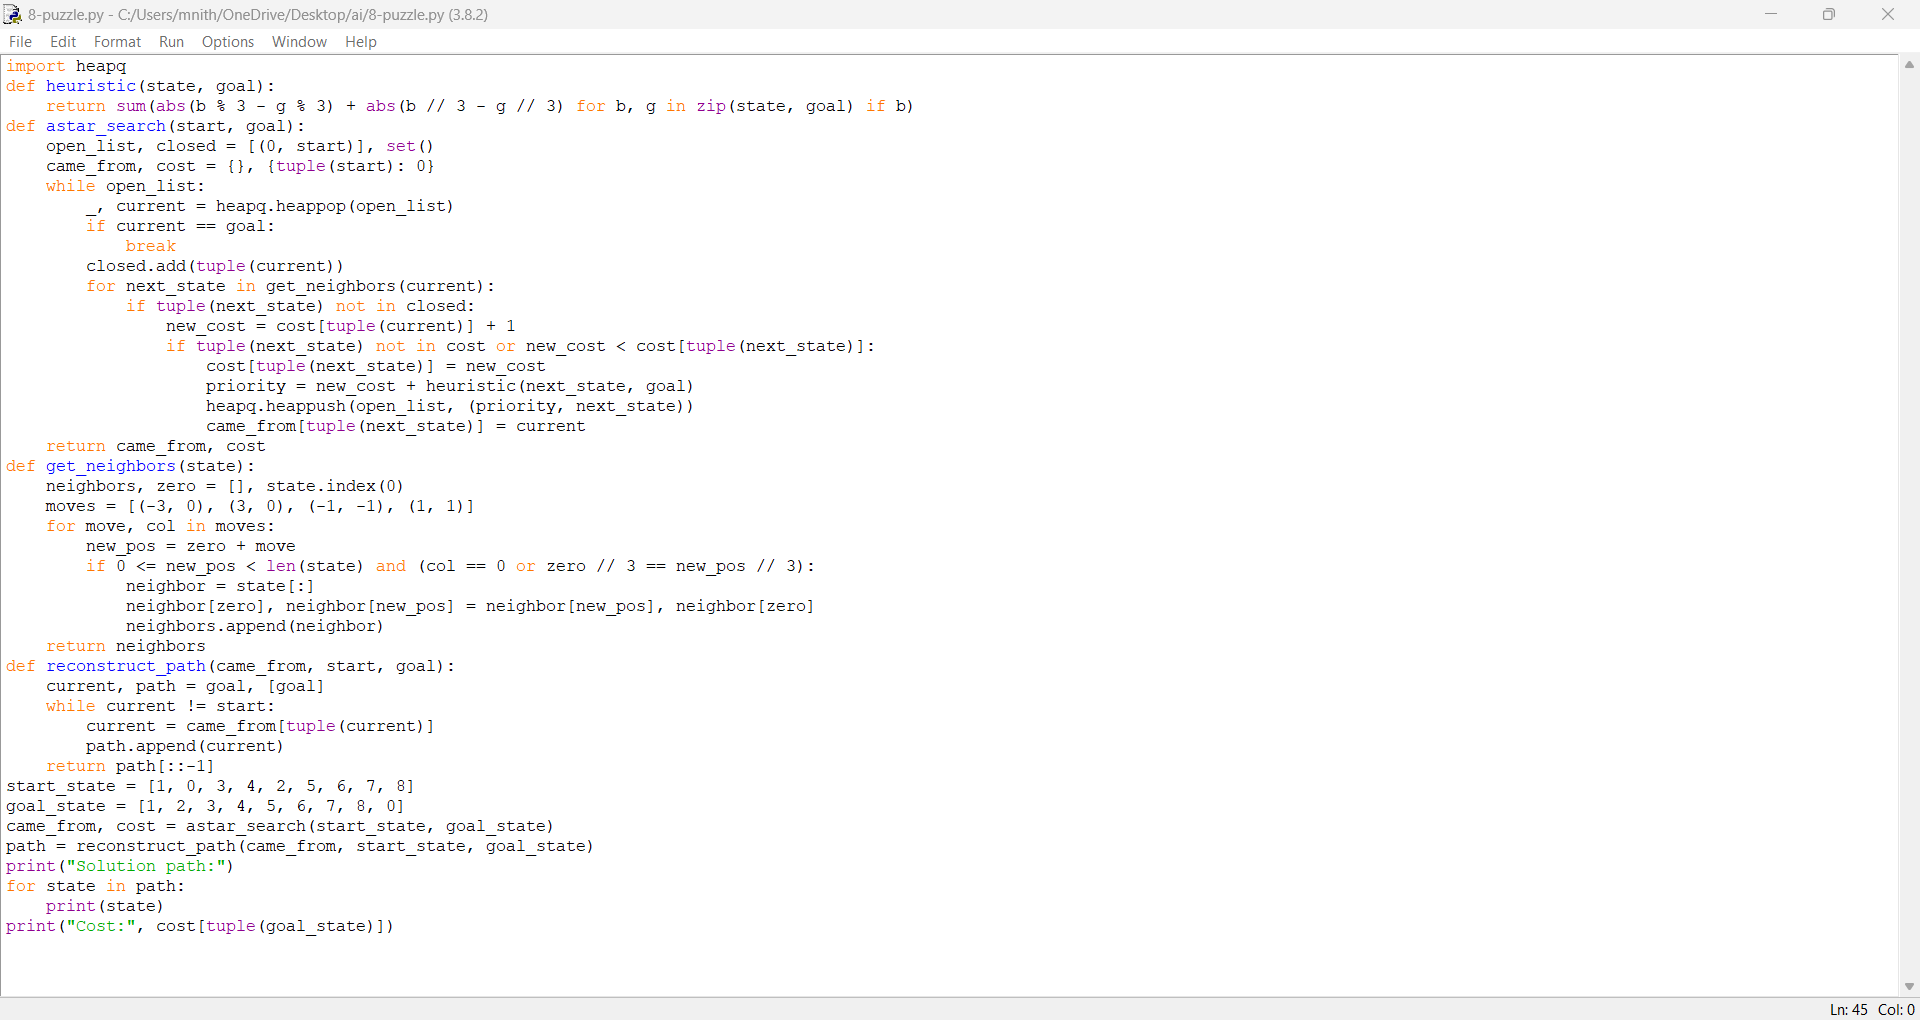 8-puzzle.py - C:/Users/mnith/OneDrive/Desktop/ai/8-puzzle.py (3.8.2)
File Edit Format Run Options Window Help
import heapq
def heuristic(state, goal):
    return sum(abs(b % 3 - g % 3) + abs(b // 3 - g // 3) for b, g in zip(state, goal) if b)
def astar_search(start, goal):
    open_list, closed = [(0, start)], set()
    came_from, cost = {}, {tuple(start): 0}
    while open_list:
        _, current = heapq.heappop(open_list)
        if current == goal:
            break
        closed.add(tuple(current))
        for next_state in get_neighbors(current):
            if tuple(next_state) not in closed:
                new_cost = cost[tuple(current)] + 1
                if tuple(next_state) not in cost or new_cost < cost[tuple(next_state)]:
                    cost[tuple(next_state)] = new_cost
                    priority = new_cost + heuristic(next_state, goal)
                    heapq.heappush(open_list, (priority, next_state))
                    came_from[tuple(next_state)] = current
    return came_from, cost
def get_neighbors(state):
    neighbors, zero = [], state.index(0)
    moves = [(-3, 0), (3, 0), (-1, -1), (1, 1)]
    for move, col in moves:
        new_pos = zero + move
        if 0 <= new_pos < len(state) and (col == 0 or zero // 3 == new_pos // 3):
            neighbor = state[:]
            neighbor[zero], neighbor[new_pos] = neighbor[new_pos], neighbor[zero]
            neighbors.append(neighbor)
    return neighbors
def reconstruct_path(came_from, start, goal):
    current, path = goal, [goal]
    while current != start:
        current = came_from[tuple(current)]
        path.append(current)
    return path[::-1]
start_state = [1, 0, 3, 4, 2, 5, 6, 7, 8]
goal_state = [1, 2, 3, 4, 5, 6, 7, 8, 0]
came_from, cost = astar_search(start_state, goal_state)
path = reconstruct_path(came_from, start_state, goal_state)
print("Solution path:")
for state in path:
    print(state)
print("Cost:", cost[tuple(goal_state)])
Ln: 45 Col: 0